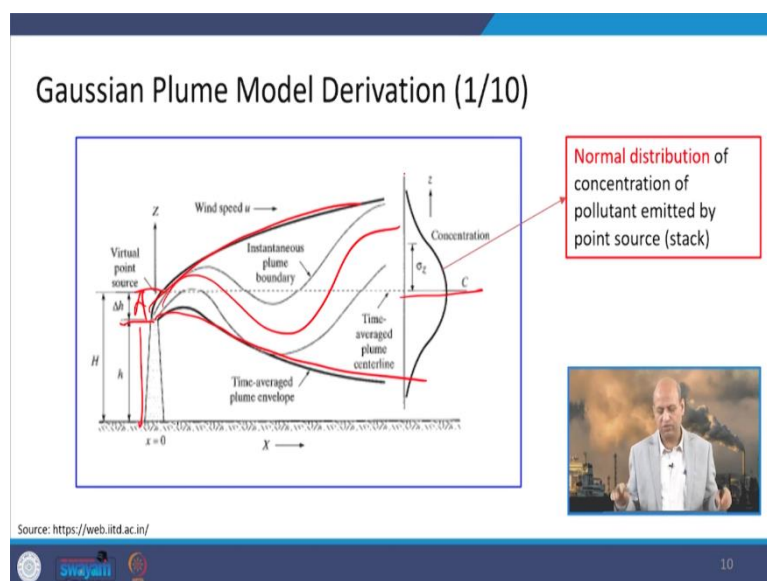 Gaussian Plume Model Derivation (1/10)
Z
Wind speed u
Virtual
point
source
Instantaneous
plume
boundary
z
Concentration
σz
C
Δh
H
h
Time-
averaged
plume
centerline
Time-averaged
plume envelope
x = 0
X
Normal distribution of
concentration of
pollutant emitted by
point source (stack)
Source: https://web.iitd.ac.in/
swayam
10